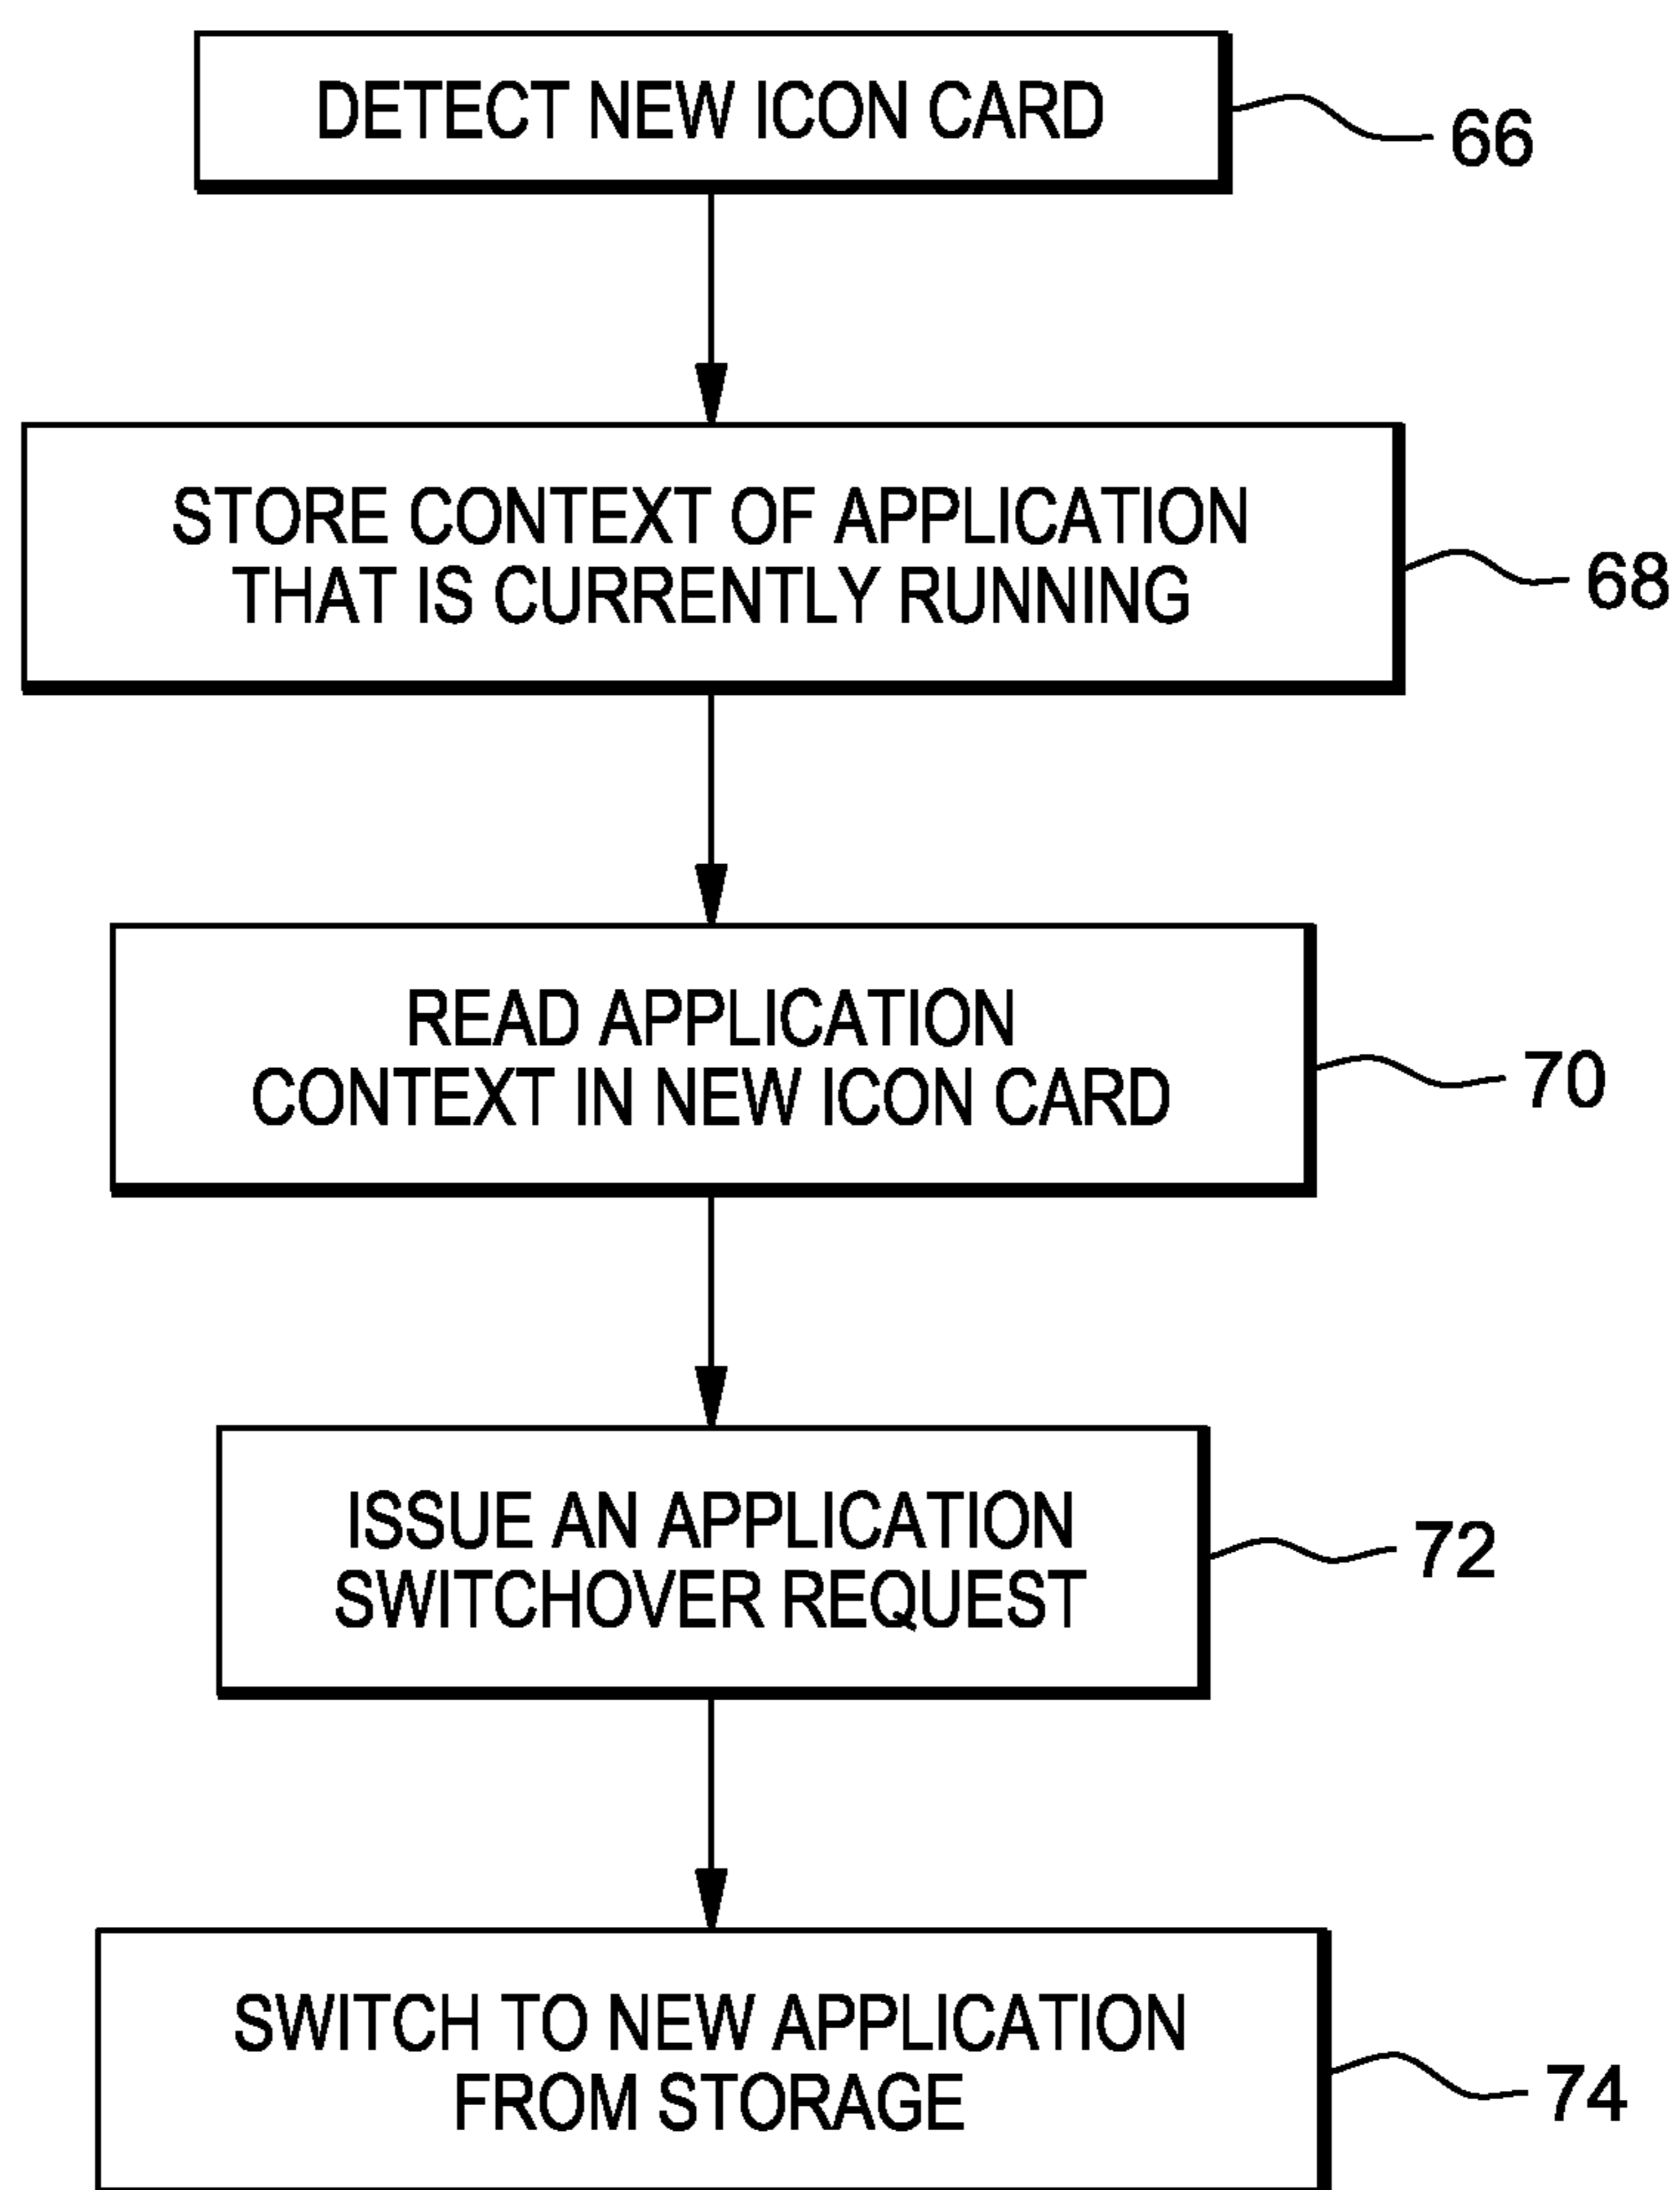 DETECT NEW ICON CARD
66
STORE CONTEXT OF APPLICATION
THAT IS CURRENTLY RUNNING
68
READ APPLICATION
CONTEXT IN NEW ICON CARD
70
ISSUE AN APPLICATION
SWITCHOVER REQUEST
72
SWITCH TO NEW APPLICATION
FROM STORAGE
74